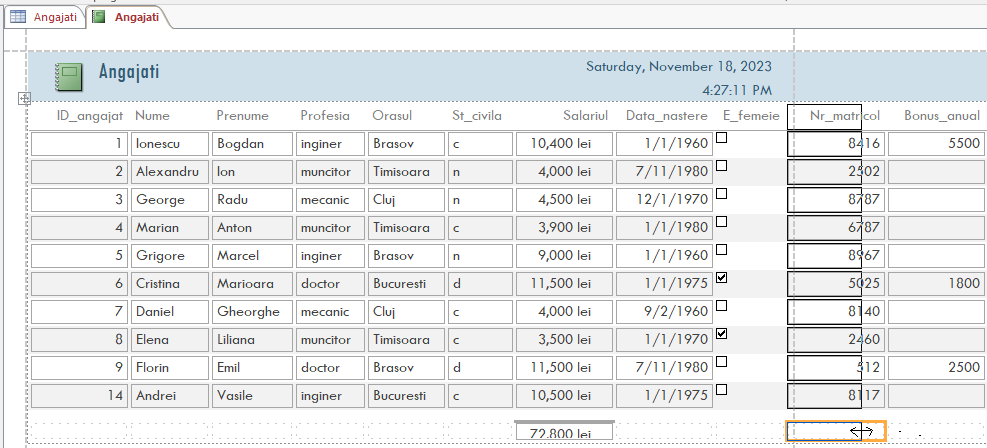 Angajati Angajati
Angajati
Saturday, November 18, 2023
4:27:11 PM
ID_angajat Nume Prenume Profesia Orasul St_civila Salariul Data_nastere E_femeie Nr_matricol Bonus_anual
1 Ionescu Bogdan inginer Brasov c 10,400 lei 1/1/1960 8416 5500
2 Alexandru Ion muncitor Timisoara n 4,000 lei 7/11/1980 2502
3 George Radu mecanic Cluj n 4,500 lei 12/1/1970 8787
4 Marian Anton muncitor Timisoara c 3,900 lei 1/1/1980 6787
5 Grigore Marcel inginer Brasov n 9,000 lei 1/1/1960 8967
6 Cristina Marioara doctor Bucuresti d 11,500 lei 1/1/1975 5025 1800
7 Daniel Gheorghe mecanic Cluj c 4,000 lei 9/2/1960 8140
8 Elena Liliana muncitor Timisoara c 3,500 lei 1/1/1970 2460
9 Florin Emil doctor Brasov d 11,500 lei 7/11/1980 512 2500
14 Andrei Vasile inginer Bucuresti c 10,500 lei 1/1/1975 8117
72,800 lei